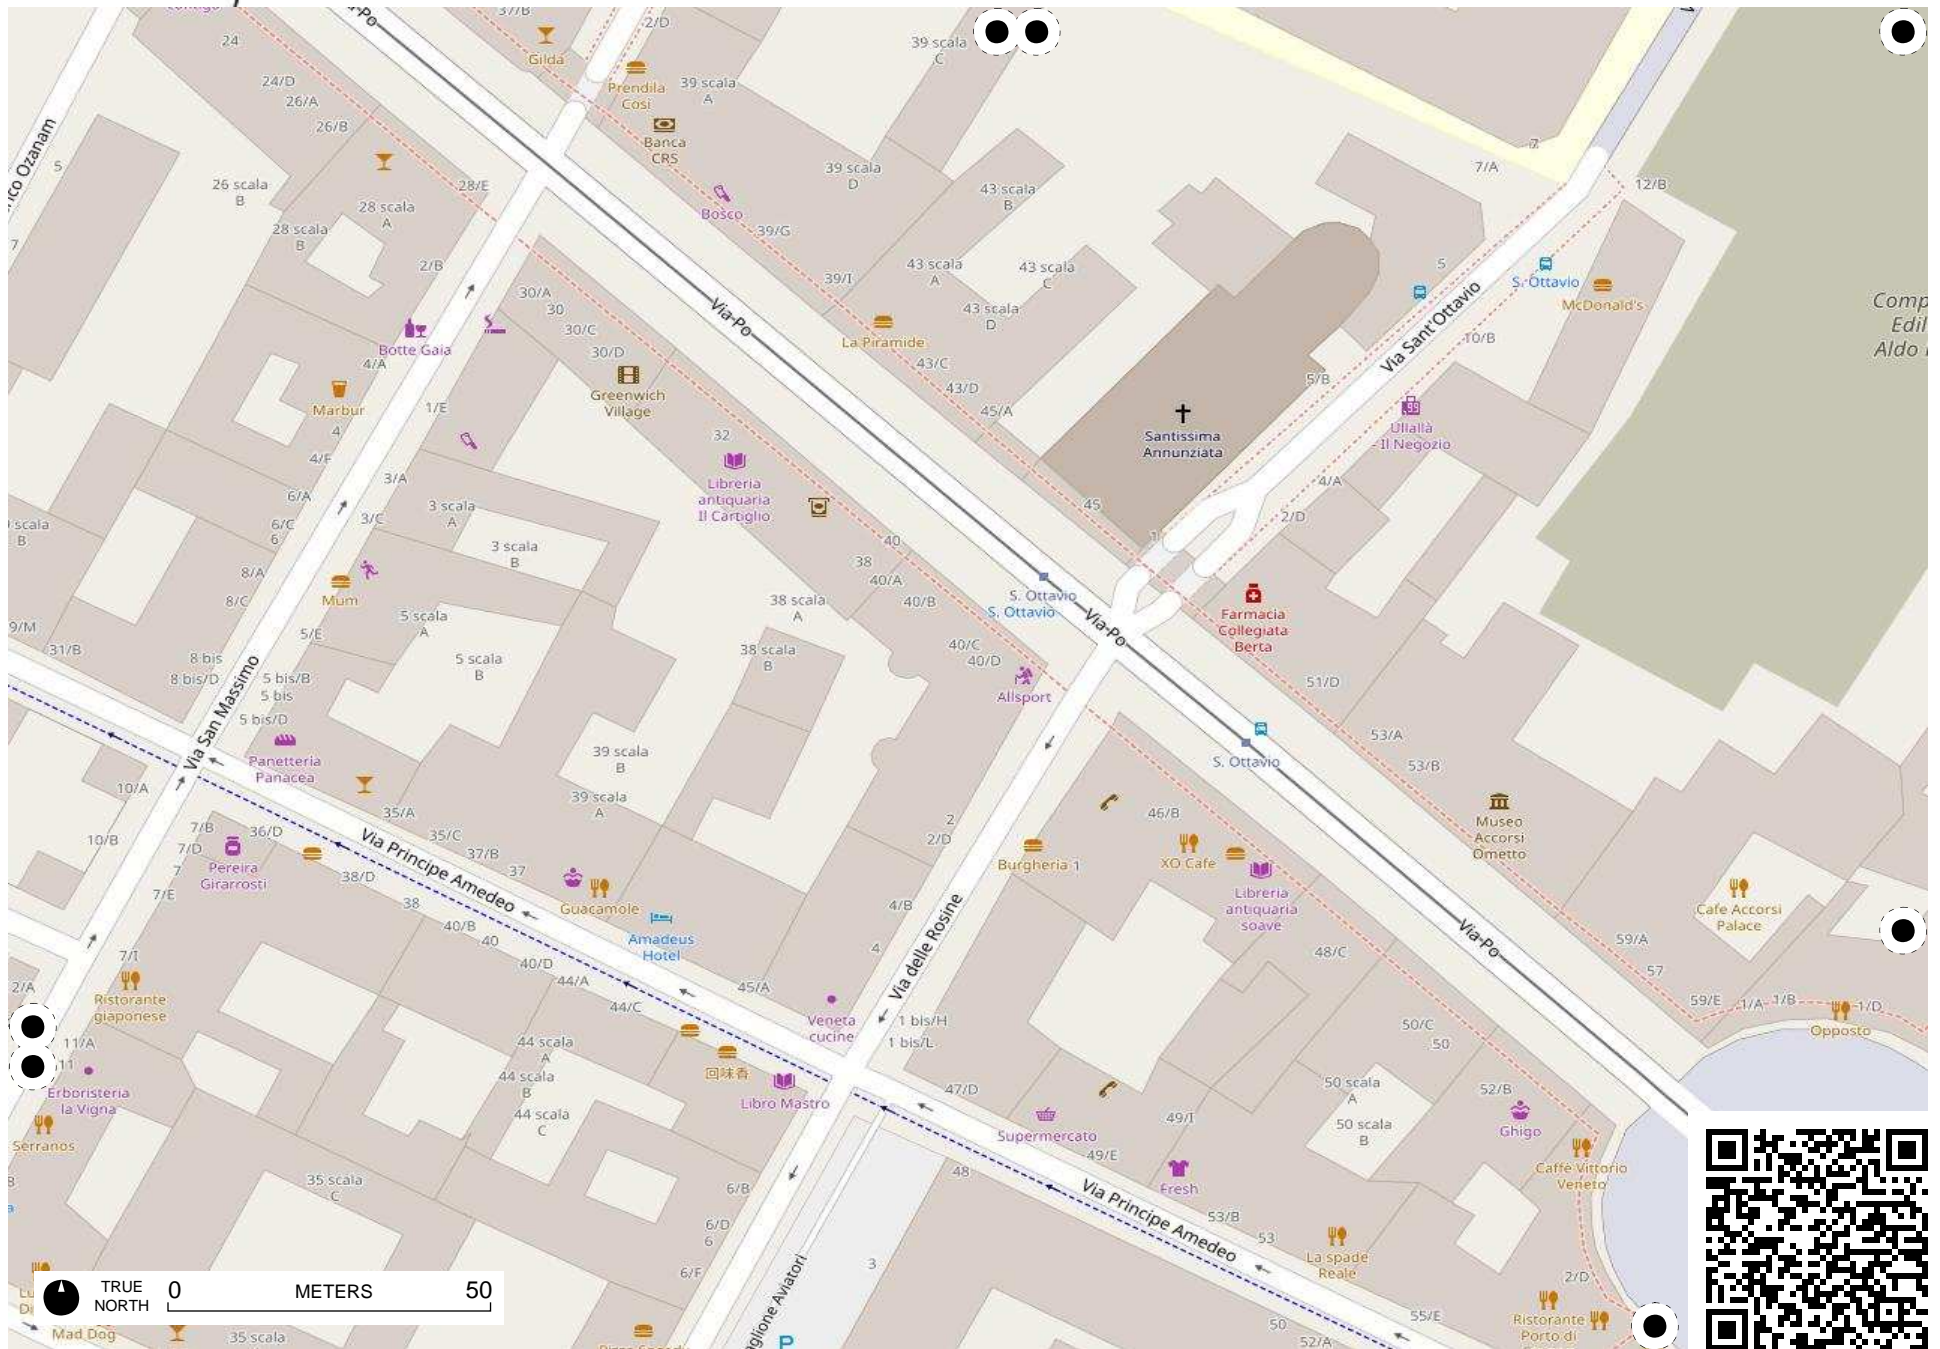 24
24/D
26/A
26/B
37/B
2/D
Gilda
Prendila
Così
39 scala
A
39 scala
C
Banca
CRS
Bosco
39/G
39 scala
D
43 scala
B
39/I
43 scala
A
43 scala
C
43 scala
D
7/A
12/B
5
7
26 scala
B
28 scala
A
28 scala
B
28/E
2/B
30/A
30
30/C
30/D
Via Po
La Piramide
43/C
43/D
45/A
5
S. Ottavio
McDonald's
10/B
Via Sant'Ottavio
5/B
Ullallà
- Il Negozio
4/A
2/D
Santissima
Annunziata
45
1
Botte Gaia
4/A
Marbur
4
4/F
1/E
Greenwich
Village
32
Libreria
antiquaria
Il Cartiglio
6/A
6/C
6
3/A
3/C
3 scala
A
3 scala
B
8/A
8/C
Mum
5/E
5 scala
A
5 scala
B
40
38
40/A
40/B
38 scala
A
38 scala
B
40/C
40/D
S. Ottavio
S. Ottavio
Via Po
Allsport
Farmacia
Collegiata
Berta
51/D
53/A
53/B
S. Ottavio
scala
B
9/M
31/B
8 bis
8 bis/D
5 bis/B
5 bis
5 bis/D
Via San Massimo
Panetteria
Panacea
39 scala
B
39 scala
A
10/A
10/B
7/B
7/D
7
7/E
36/D
Pereira
Girarrosti
38/D
38
35/A
35/C
37/B
37
Via Principe Amedeo
40/B
40
40/D
44/A
44/C
Guacamole
Amadeus
Hotel
45/A
2
2/D
4/B
4
Via delle Rosine
Burgheria
1
46/B
XO Cafe
Libreria
antiquaria
soave
48/C
Museo
Accorsi
Ometto
Cafe Accorsi
Palace
Via Po
59/A
57
59/E
1/A
1/B
1/D
Opposto
7/I
2/A
Ristorante
giaponese
11/A
11
Erboristeria
la Vigna
Serranos
44 scala
A
44 scala
B
44 scala
C
回味香
Libro Mastro
Veneta
cucine
1 bis/H
1 bis/L
47/D
Supermercato
49/E
49/I
Fresh
50/C
50
50 scala
A
50 scala
B
52/B
Ghigo
Caffè Vittorio
Veneto
35 scala
C
6/B
6/D
6
6/F
48
3
Via Principe Amedeo
53/B
53
La spade
Reale
2/D
Ristorante
Porto di
55/E
50
52/A
TRUE
NORTH
0 METERS 50
Mad Dog
35 scala
P